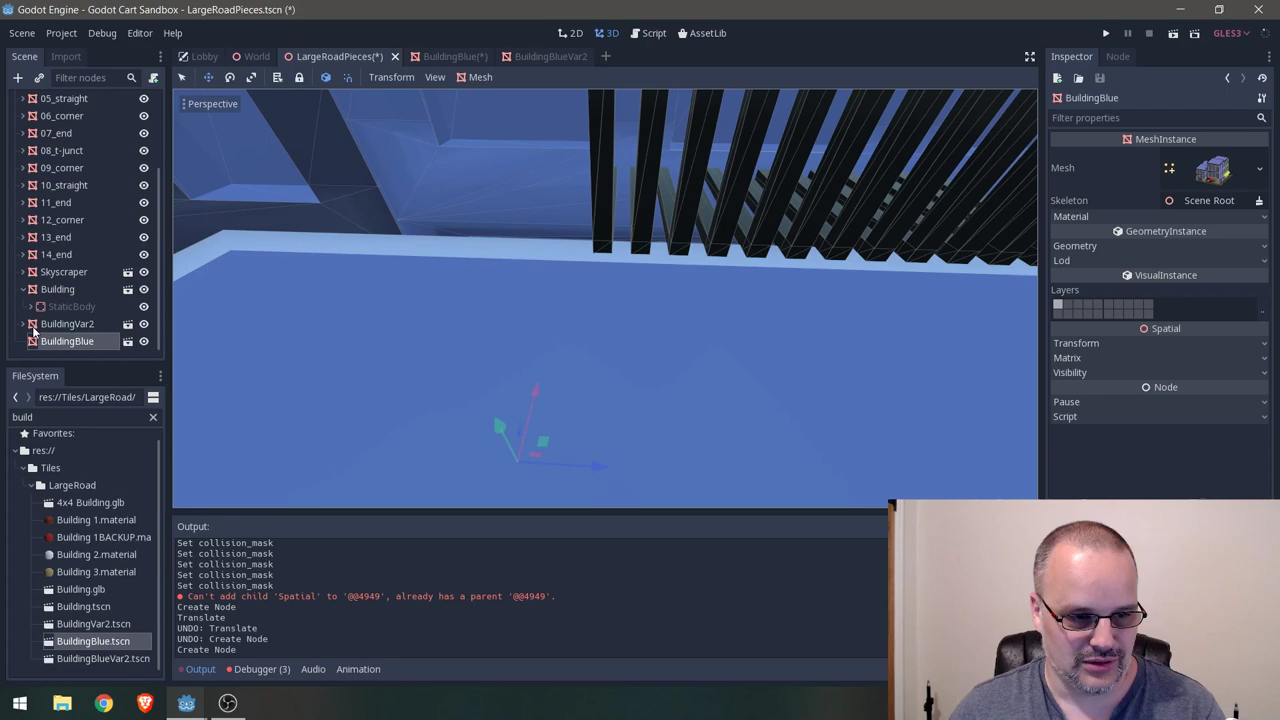 Godot Engine - Godot Cart Sandbox - LargeRoadPieces.tscn (*)
Scene Project Debug Editor Help
2D 3D Script AssetLib
GLES3
Scene Import
Lobby World LargeRoadPieces(*) BuildingBlue(*) BuildingBlueVar2
Inspector Node
Filter nodes
Transform View Mesh
Perspective
05_straight
06_corner
07_end
08_t-junct
09_corner
10_straight
11_end
12_corner
13_end
14_end
Skyscraper
Building
StaticBody
BuildingVar2
BuildingBlue
FileSystem
res://Tiles/LargeRoad/
build
Favorites:
res://
Tiles
LargeRoad
4x4 Building.glb
Building 1.material
Building 1BACKUP.ma
Building 2.material
Building 3.material
Building.glb
Building.tscn
BuildingVar2.tscn
BuildingBlue.tscn
BuildingBlueVar2.tscn
Output:
Set collision_mask
Set collision_mask
Set collision_mask
Set collision_mask
Set collision_mask
Can't add child 'Spatial' to '@@4949', already has a parent '@@4949'.
Create Node
Translate
UNDO: Translate
UNDO: Create Node
Create Node
Output Debugger (3) Audio Animation
BuildingBlue
Filter properties
MeshInstance
Mesh
Skeleton Scene Root
Material
GeometryInstance
Geometry
Lod
VisualInstance
Layers
Spatial
Transform
Matrix
Visibility
Node
Pause
Script